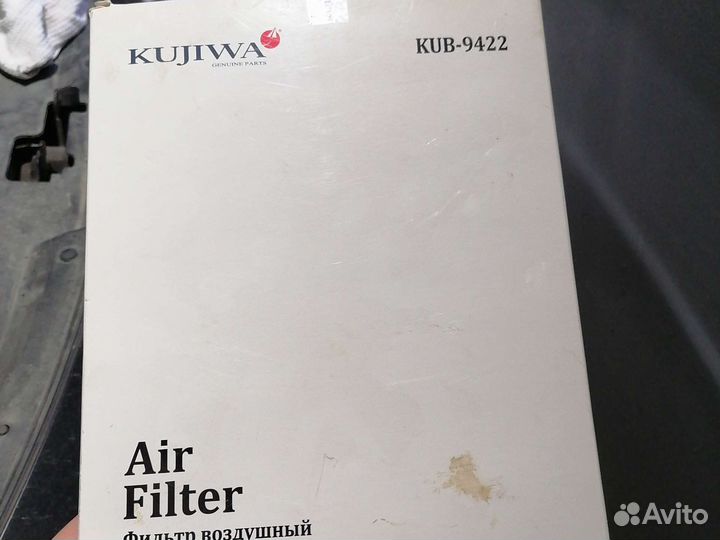 KUJIWA
GENUINE PARTS
KUB-9422
Air
Filter
Фильтр воздушный
Avito